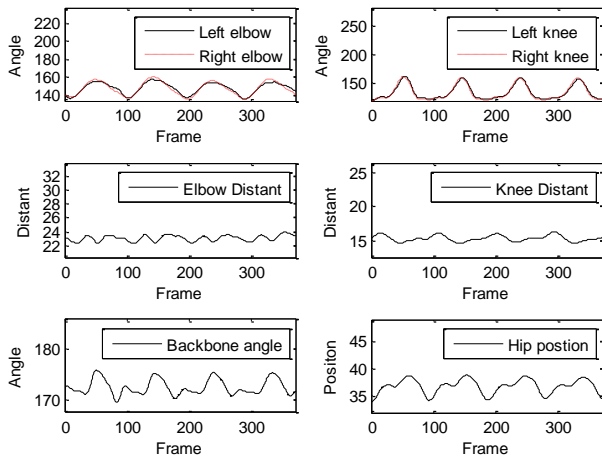 Left elbow
Right elbow
220
200
180
160
140
Angle
0 100 200 300
Frame
Left knee
Right knee
250
200
150
Angle
0 100 200 300
Frame
Elbow Distant
32
30
28
26
24
22
Distant
0 100 200 300
Frame
Knee Distant
25
20
15
Distant
0 100 200 300
Frame
Backbone angle
180
170
Angle
0 100 200 300
Frame
Hip postion
45
40
35
Positon
0 100 200 300
Frame